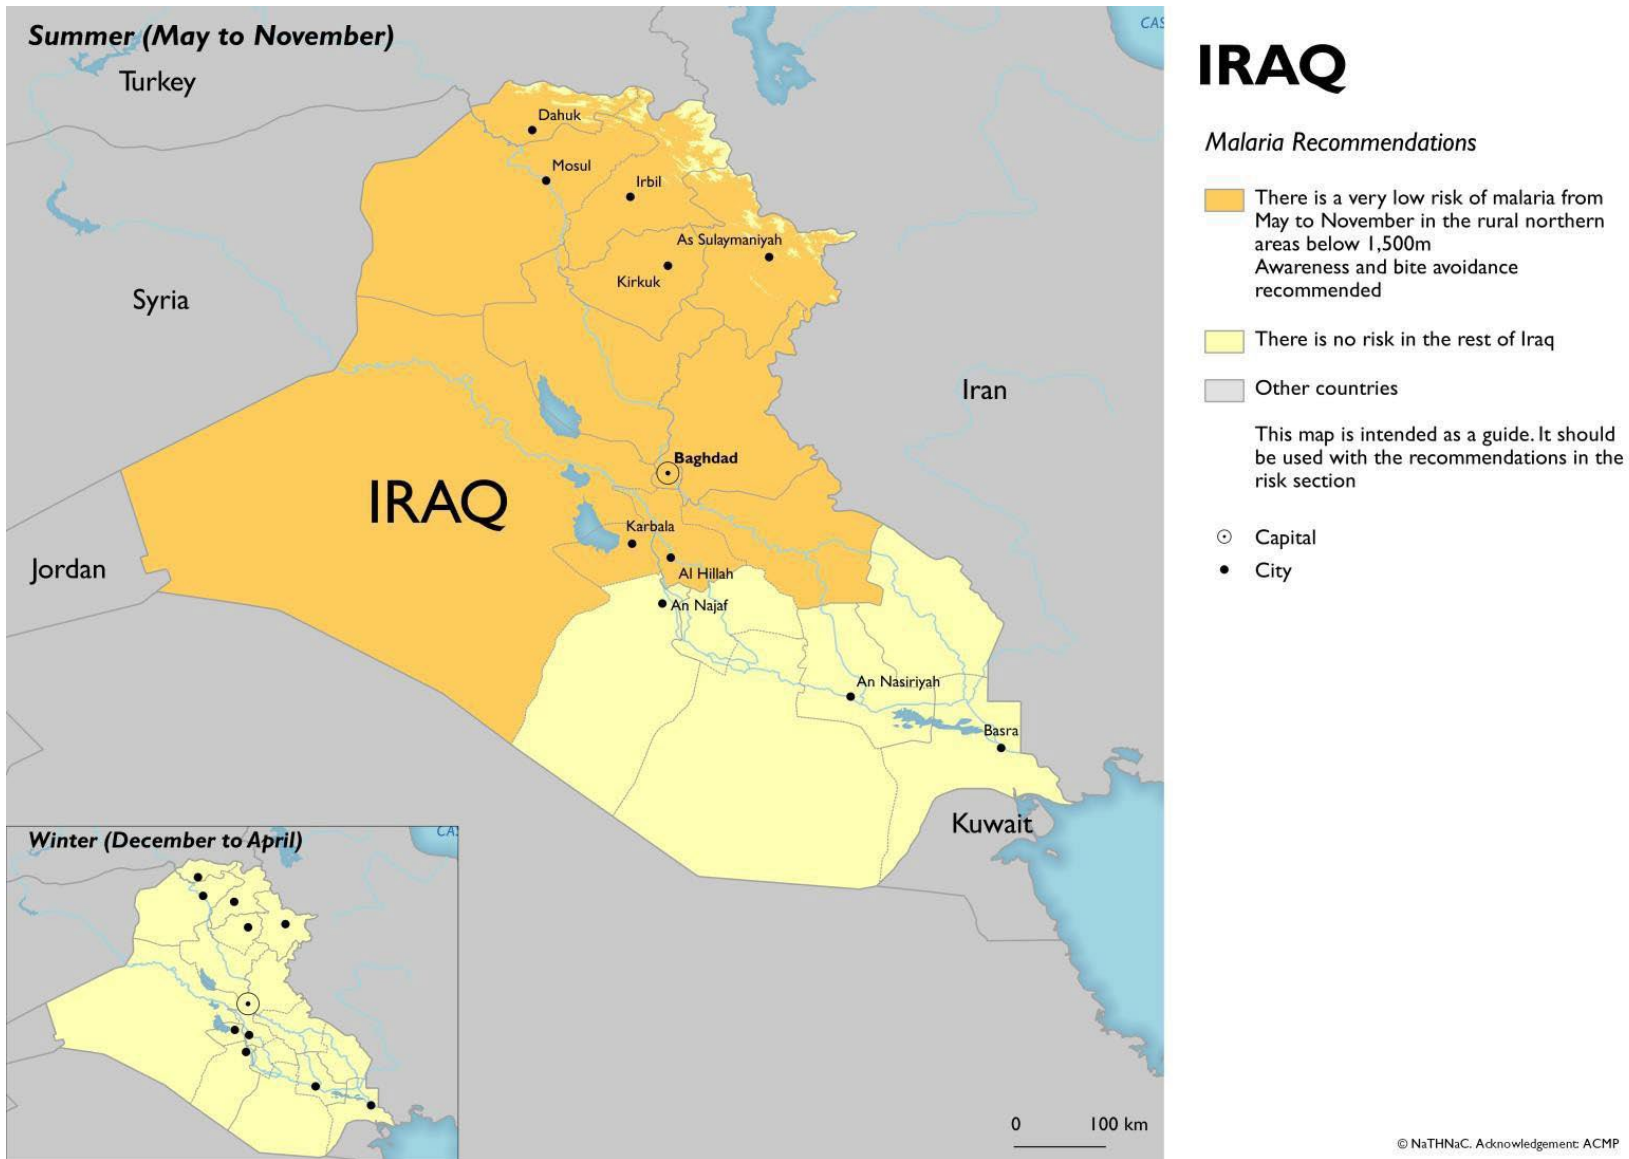 Summer (May to November)
Turkey
CAS
Dahuk
Mosul
Irbil
As Sulaymaniyah
Kirkuk
Syria
Iran
Baghdad
IRAQ
Karbala
Jordan
Al Hillah
An Najaf
An Nasiriyah
Basra
Kuwait
Winter (December to April)
CAS
0 100 km
IRAQ
Malaria Recommendations
There is a very low risk of malaria from
May to November in the rural northern
areas below 1,500m
Awareness and bite avoidance
recommended
There is no risk in the rest of Iraq
Other countries
This map is intended as a guide. It should
be used with the recommendations in the
risk section
Capital
City
© NaTHNaC. Acknowledgement: ACMP